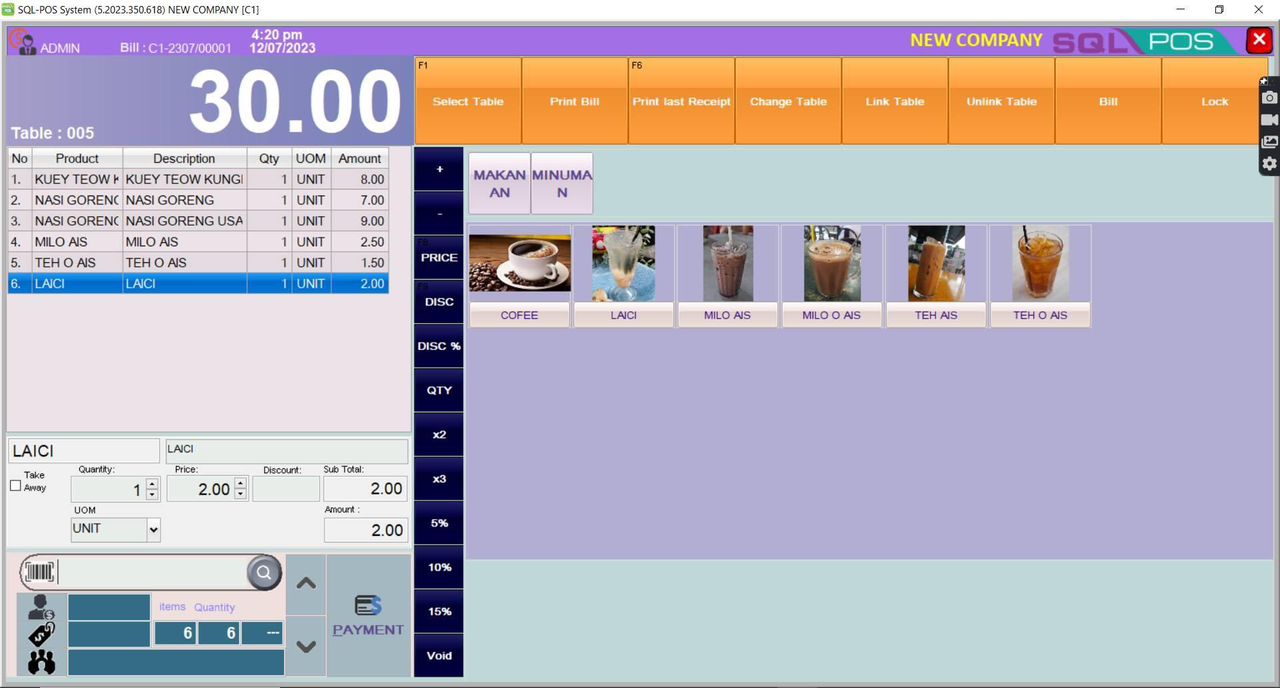 SQL-POS System (5.2023.350.618) NEW COMPANY [C1]
ADMIN
Bill : C1-2307/00001
4:20 pm
12/07/2023
NEW COMPANY SQL POS
30.00
Table : 005
F1
Select Table
Print Bill
F6
Print last Receipt
Change Table
Link Table
Unlink Table
Bill
Lock
No Product Description Qty UOM Amount
1. KUEY TEOW K KUEY TEOW KUNGI 1 UNIT 8.00
2. NASI GORENG NASI GORENG 1 UNIT 7.00
3. NASI GORENG NASI GORENG USA 1 UNIT 9.00
4. MILO AIS MILO AIS 1 UNIT 2.50
5. TEH O AIS TEH O AIS 1 UNIT 1.50
6. LAICI LAICI 1 UNIT 2.00
+
-
PRICE
DISC
DISC %
QTY
x2
x3
5%
10%
15%
Void
MAKAN
AN
MINUMA
N
COFEE
LAICI
MILO AIS
MILO O AIS
TEH AIS
TEH O AIS
LAICI
LAICI
Take
Away
Quantity:
1
Price:
2.00
Discount:
Sub Total:
2.00
UOM
UNIT
Amount :
2.00
items Quantity
6 6 ---
PAYMENT